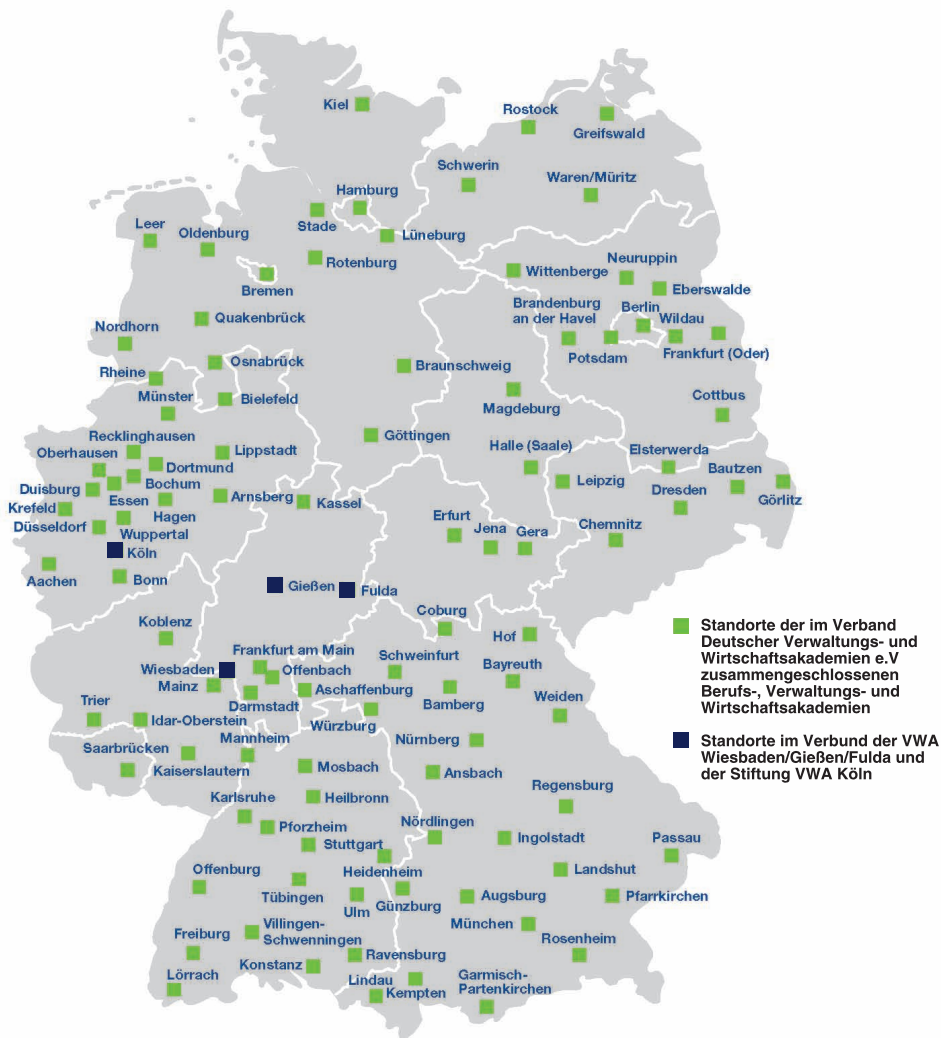 Kiel
Rostock
Greifswald
Schwerin
Waren/Müritz
Hamburg
Stade
Lüneburg
Leer
Oldenburg
Rotenburg
Bremen
Wittenberge
Neuruppin
Eberswalde
Brandenburg
an der Havel
Berlin
Wildau
Potsdam
Frankfurt (Oder)
Quakenbrück
Nordhorn
Osnabrück
Braunschweig
Rheine
Münster
Bielefeld
Magdeburg
Cottbus
Recklinghausen
Oberhausen
Lippstadt
Göttingen
Halle (Saale)
Elsterwerda
Dortmund
Bautzen
Duisburg
Bochum
Leipzig
Dresden
Görlitz
Essen
Arnsberg
Kassel
Krefeld
Hagen
Erfurt
Jena
Gera
Chemnitz
Düsseldorf
Wuppertal
Köln
Aachen
Bonn
Gießen
Fulda
Koblenz
Coburg
Hof
Wiesbaden
Frankfurt am Main
Offenbach
Schweinfurt
Bayreuth
Mainz
Aschaffenburg
Darmstadt
Bamberg
Weiden
Trier
Idar-Oberstein
Würzburg
Saarbrücken
Mannheim
Nürnberg
Kaiserslautern
Mosbach
Ansbach
Regensburg
Karlsruhe
Heilbronn
Pforzheim
Nördlingen
Stuttgart
Ingolstadt
Passau
Offenburg
Heidenheim
Landshut
Tübingen
Ulm
Günzburg
Augsburg
Pfarrkirchen
Villingen-
Schwenningen
München
Freiburg
Rosenheim
Konstanz
Ravensburg
Lörrach
Lindau
Kempten
Garmisch-
Partenkirchen
Standorte der im Verband
Deutscher Verwaltungs- und
Wirtschaftsakademien e.V
zusammengeschlossenen
Berufs-, Verwaltungs- und
Wirtschaftsakademien
Standorte im Verbund der VWA
Wiesbaden/Gießen/Fulda und
der Stiftung VWA Köln